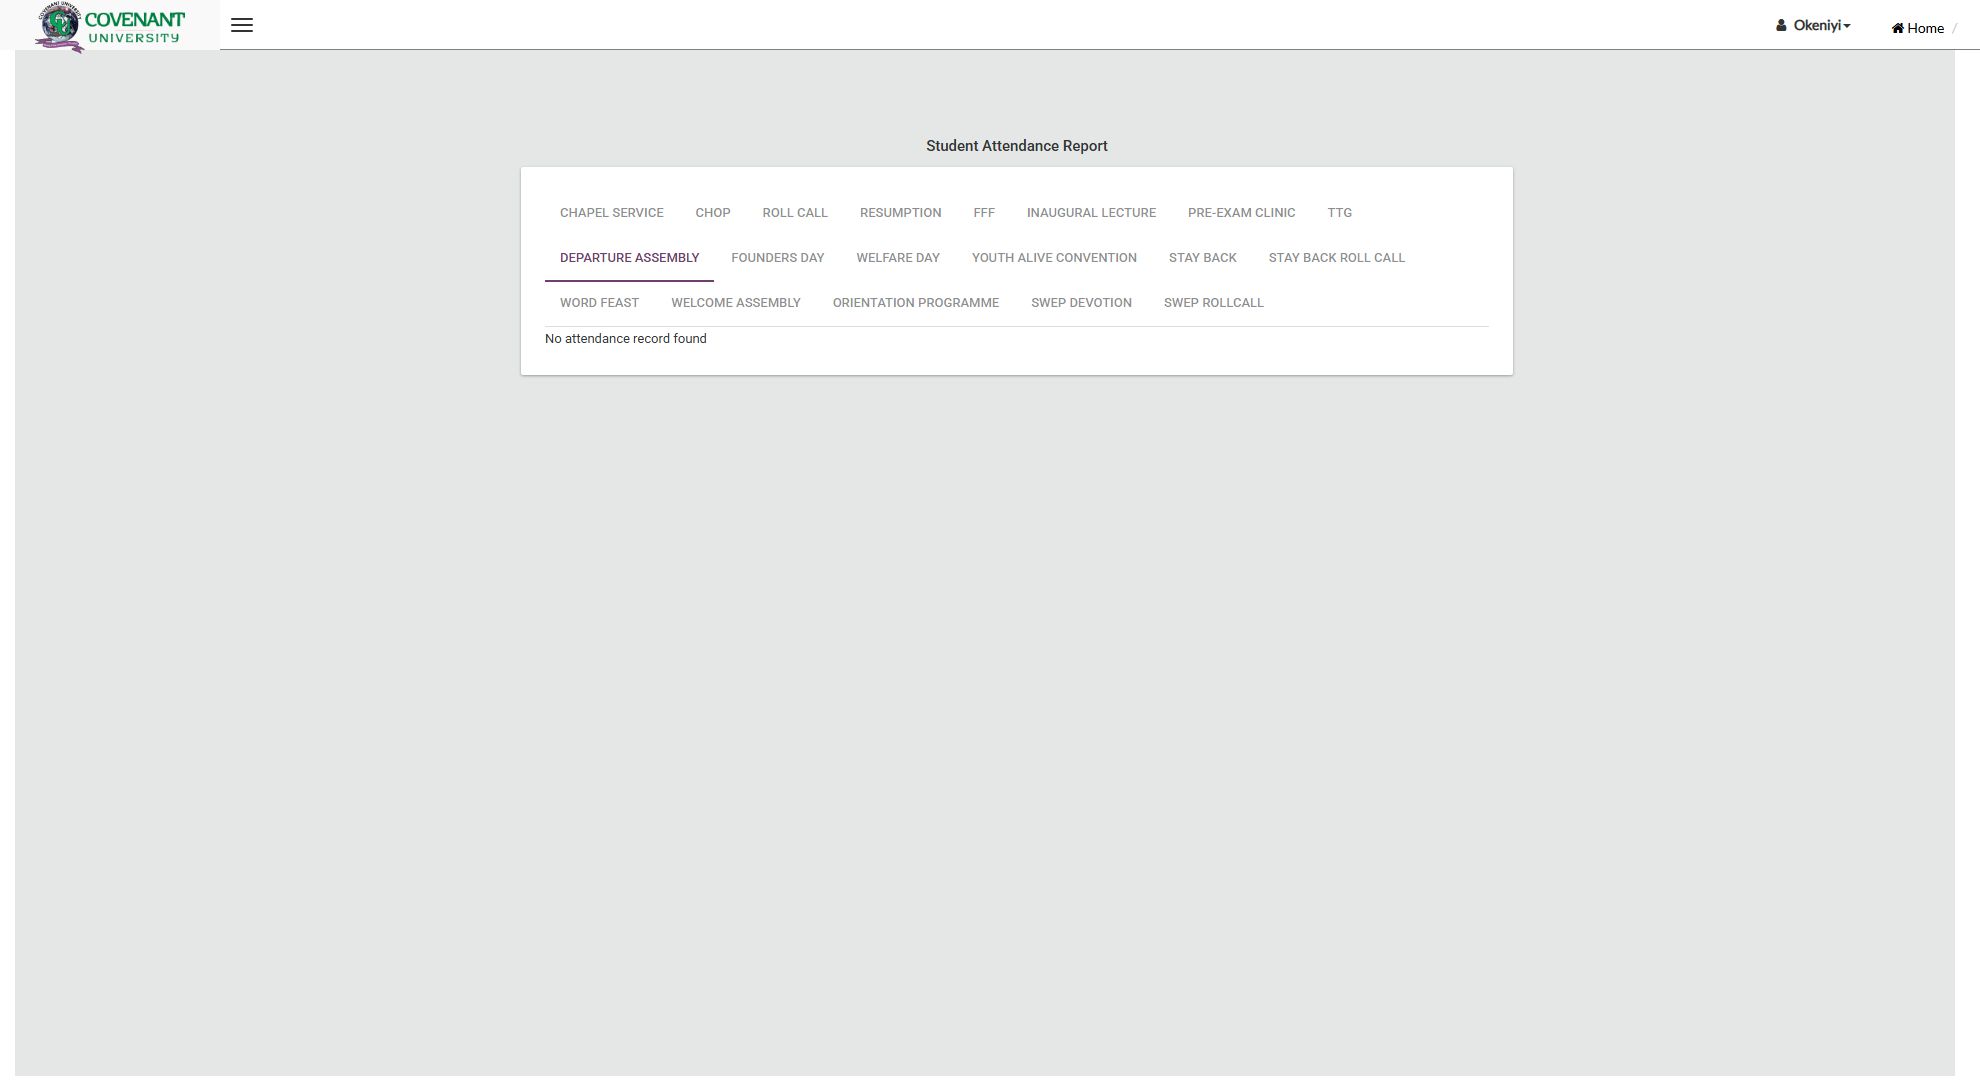 COVENANT UNIVERSITY
COVENANT
UNIVERSITY
Okeniyi
Home /
Student Attendance Report
CHAPEL SERVICE CHOP ROLL CALL RESUMPTION FFF INAUGURAL LECTURE PRE-EXAM CLINIC TTG
DEPARTURE ASSEMBLY FOUNDERS DAY WELFARE DAY YOUTH ALIVE CONVENTION STAY BACK STAY BACK ROLL CALL
WORD FEAST WELCOME ASSEMBLY ORIENTATION PROGRAMME SWEP DEVOTION SWEP ROLLCALL
No attendance record found